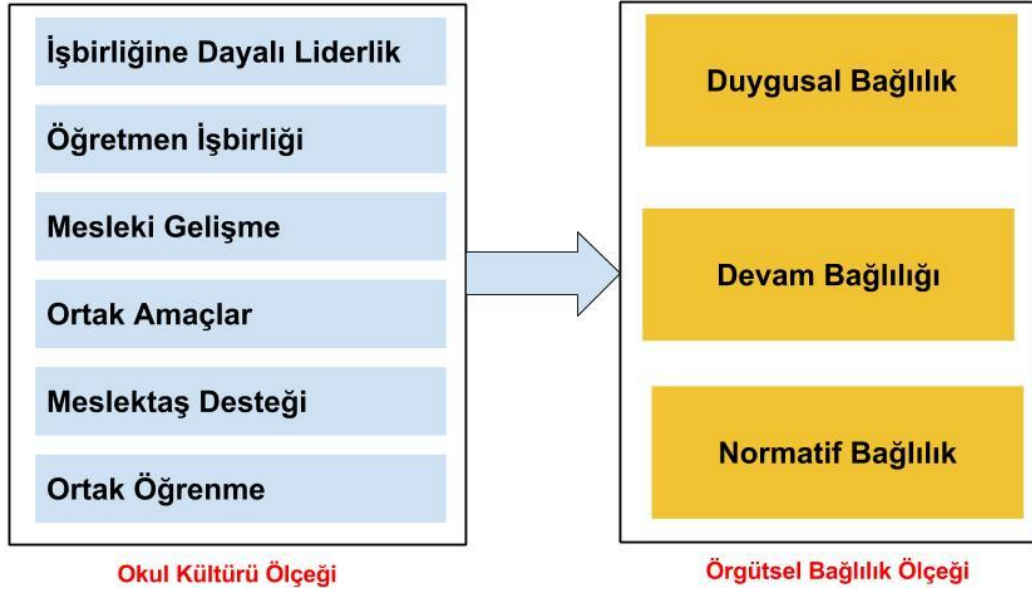 İşbirliğine Dayalı Liderlik
Öğretmen İşbirliği
Mesleki Gelişme
Ortak Amaçlar
Meslektaş Desteği
Ortak Öğrenme
Okul Kültürü Ölçeği
Duygusal Bağlılık
Devam Bağlılığı
Normatif Bağlılık
Örgütsel Bağlılık Ölçeği